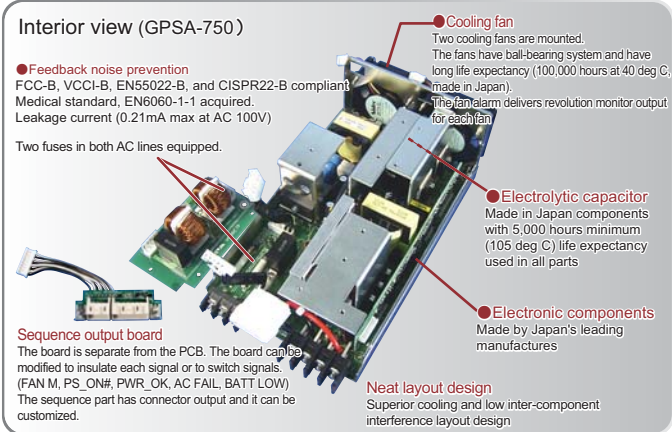 Interior view (GPSA-750)
●Feedback noise prevention
FCC-B, VCCI-B, EN55022-B, and CISPR22-B compliant
Medical standard, EN6060-1-1 acquired.
Leakage current (0.21mA max at AC 100V)
Two fuses in both AC lines equipped.
●Cooling fan
Two cooling fans are mounted.
The fans have ball-bearing system and have
long life expectancy (100,000 hours at 40 deg C,
made in Japan).
The fan alarm delivers revolution monitor output
for each fan
●Electrolytic capacitor
Made in Japan components
with 5,000 hours minimum
(105 deg C) life expectancy
used in all parts
●Electronic components
Made by Japan's leading
manufactures
Sequence output board
The board is separate from the PCB. The board can be
modified to insulate each signal or to switch signals.
(FAN M, PS_ON#, PWR_OK, AC FAIL, BATT LOW)
The sequence part has connector output and it can be
customized.
Neat layout design
Superior cooling and low inter-component
interference layout design